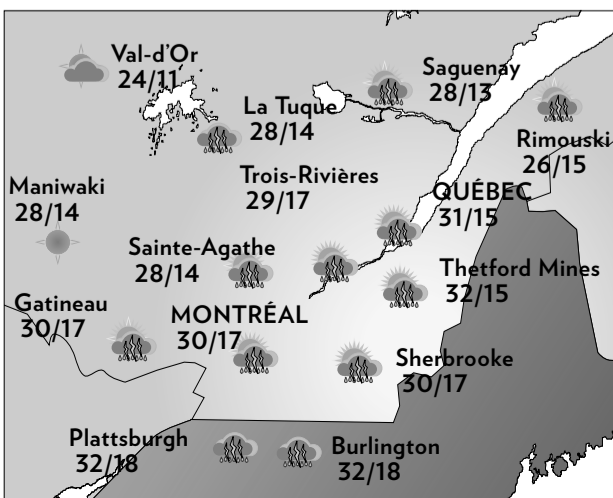 Val-d'Or
24/11
Saguenay
28/13
La Tuque
28/14
Rimouski
26/15
Trois-Rivières
29/17
Maniwaki
28/14
QUÉBEC
31/15
Sainte-Agathe
28/14
Thetford Mines
32/15
Gatineau
30/17
MONTRÉAL
30/17
Sherbrooke
30/17
Plattsburgh
32/18
Burlington
32/18